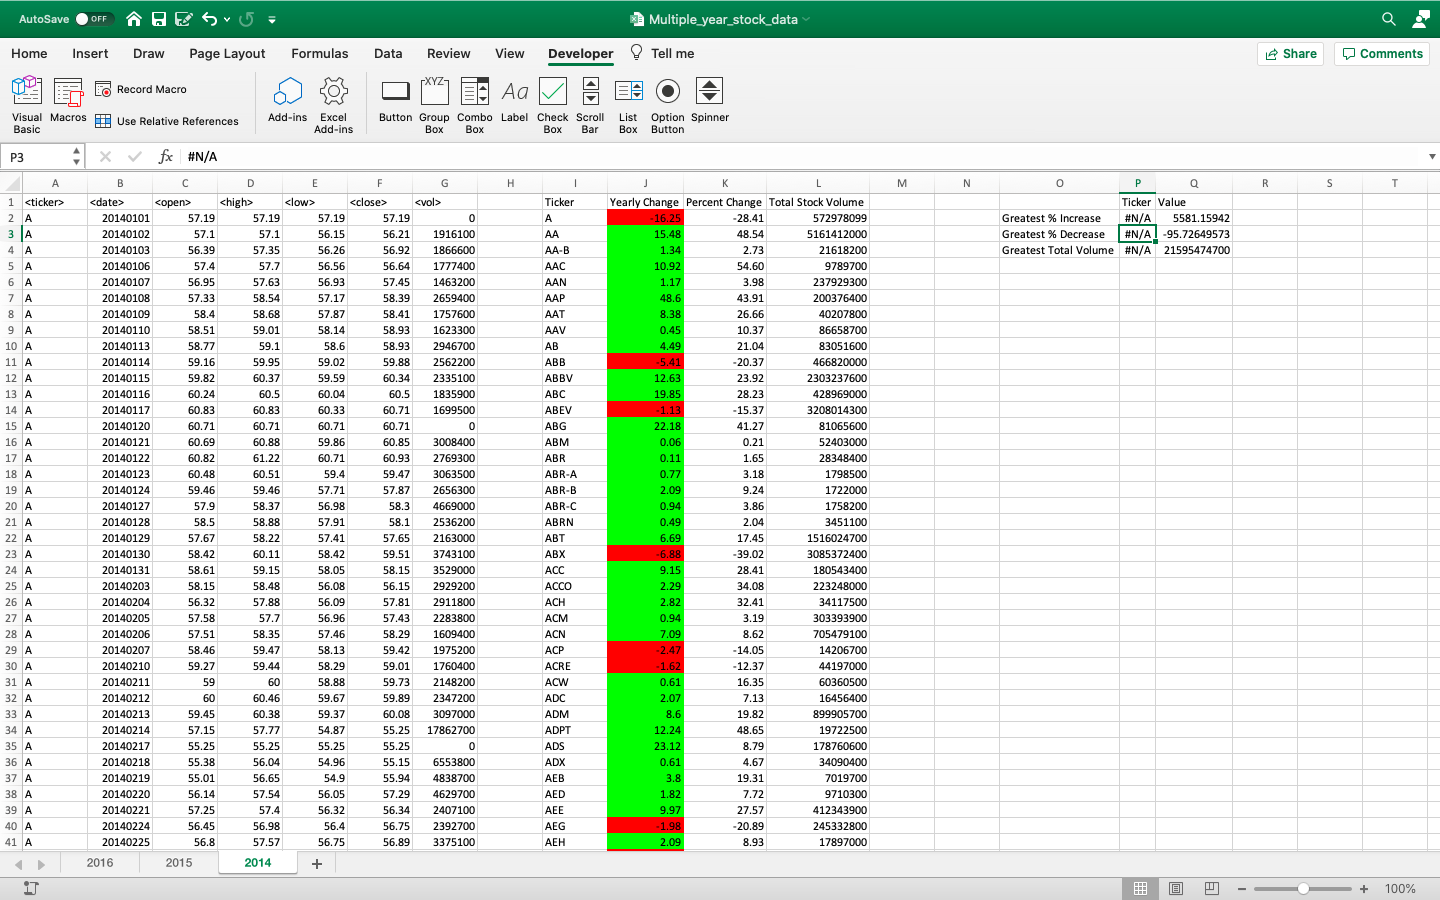 AutoSave OFF Multiple_year_stock_data
Home Insert Draw Page Layout Formulas Data Review View Developer Tell me Share Comments
Visual Basic Macros Record Macro Use Relative References Add-ins Excel Add-ins XYZ Aa Button Group Box Combo Box Label Check Box Scroll Bar List Box Option Button Spinner
P3 fx #N/A
A B C D E F G H I J K L M N O P Q R S T
1 <ticker> <date> <open> <high> <low> <close> <vol> Ticker Yearly Change Percent Change Total Stock Volume Ticker Value
2 A 20140101 57.19 57.19 57.19 57.19 0 A -16.25 -28.41 572978099 Greatest % Increase #N/A 5581.15942
3 A 20140102 57.1 57.1 56.15 56.21 1916100 AA 15.48 48.54 5161412000 Greatest % Decrease #N/A -95.72649573
4 A 20140103 56.39 57.35 56.26 56.92 1866600 AA-B 1.34 2.73 21618200 Greatest Total Volume #N/A 21595474700
5 A 20140106 57.4 57.7 56.56 56.64 1777400 AAC 10.92 54.60 9789700
6 A 20140107 56.95 57.63 56.93 57.45 1463200 AAN 1.17 3.98 237929300
7 A 20140108 57.33 58.54 57.17 58.39 2659400 AAP 48.6 43.91 200376400
8 A 20140109 58.4 58.68 57.87 58.41 1757600 AAT 8.38 26.66 40207800
9 A 20140110 58.51 59.01 58.14 58.93 1623300 AAV 0.45 10.37 86658700
10 A 20140113 58.77 59.1 58.6 58.93 2946700 AB 4.49 21.04 83051600
11 A 20140114 59.16 59.95 59.02 59.88 2562200 ABB -5.41 -20.37 466820000
12 A 20140115 59.82 60.37 59.59 60.34 2335100 ABBV 12.63 23.92 2303237600
13 A 20140116 60.24 60.5 60.04 60.5 1835900 ABC 19.85 28.23 428969000
14 A 20140117 60.83 60.83 60.33 60.71 1699500 ABEV -1.13 -15.37 3208014300
15 A 20140120 60.71 60.71 60.71 60.71 0 ABG 22.18 41.27 81065600
16 A 20140121 60.69 60.88 59.86 60.85 3008400 ABM 0.06 0.21 52403000
17 A 20140122 60.82 61.22 60.71 60.93 2769300 ABR 0.11 1.65 28348400
18 A 20140123 60.48 60.51 59.4 59.47 3063500 ABR-A 0.77 3.18 1798500
19 A 20140124 59.46 59.46 57.71 57.87 2656300 ABR-B 2.09 9.24 1722000
20 A 20140127 57.9 58.37 56.98 58.3 4669000 ABR-C 0.94 3.86 1758200
21 A 20140128 58.5 58.88 57.91 58.1 2536200 ABRN 0.49 2.04 3451100
22 A 20140129 57.67 58.22 57.41 57.65 2163000 ABT 6.69 17.45 1516024700
23 A 20140130 58.42 60.11 58.42 59.51 3743100 ABX -6.88 -39.02 3085372400
24 A 20140131 58.61 59.15 58.05 58.15 3529000 ACC 9.15 28.41 180543400
25 A 20140203 58.15 58.48 56.08 56.15 2929200 ACCO 2.29 34.08 223248000
26 A 20140204 56.32 57.88 56.09 57.81 2911800 ACH 2.82 32.41 34117500
27 A 20140205 57.58 57.7 56.96 57.43 2283800 ACM 0.94 3.19 303393900
28 A 20140206 57.51 58.35 57.46 58.29 1609400 ACN 7.09 8.62 705479100
29 A 20140207 58.46 59.47 58.13 59.42 1975200 ACP -2.47 -14.05 14206700
30 A 20140210 59.27 59.44 58.29 59.01 1760400 ACRE -1.62 -12.37 44197000
31 A 20140211 59 60 58.88 59.73 2148200 ACW 0.61 16.35 60360500
32 A 20140212 60 60.46 59.67 59.89 2347200 ADC 2.07 7.13 16456400
33 A 20140213 59.45 60.38 59.37 60.08 3097000 ADM 8.6 19.82 899905700
34 A 20140214 57.15 57.77 54.87 55.25 17862700 ADPT 12.24 48.65 19722500
35 A 20140217 55.25 55.25 55.25 55.25 0 ADS 23.12 8.79 178760600
36 A 20140218 55.38 56.04 54.96 55.15 6553800 ADX 0.61 4.67 34090400
37 A 20140219 55.01 56.65 54.9 55.94 4838700 AEB 3.8 19.31 7019700
38 A 20140220 56.14 57.54 56.05 57.29 4629700 AED 1.82 7.72 9710300
39 A 20140221 57.25 57.4 56.32 56.34 2407100 AEE 9.97 27.57 412343900
40 A 20140224 56.45 56.98 56.4 56.75 2392700 AEG -1.98 -20.89 245332800
41 A 20140225 56.8 57.57 56.75 56.89 3375100 AEH 2.09 8.93 17897000
2016 2015 2014 +
100%